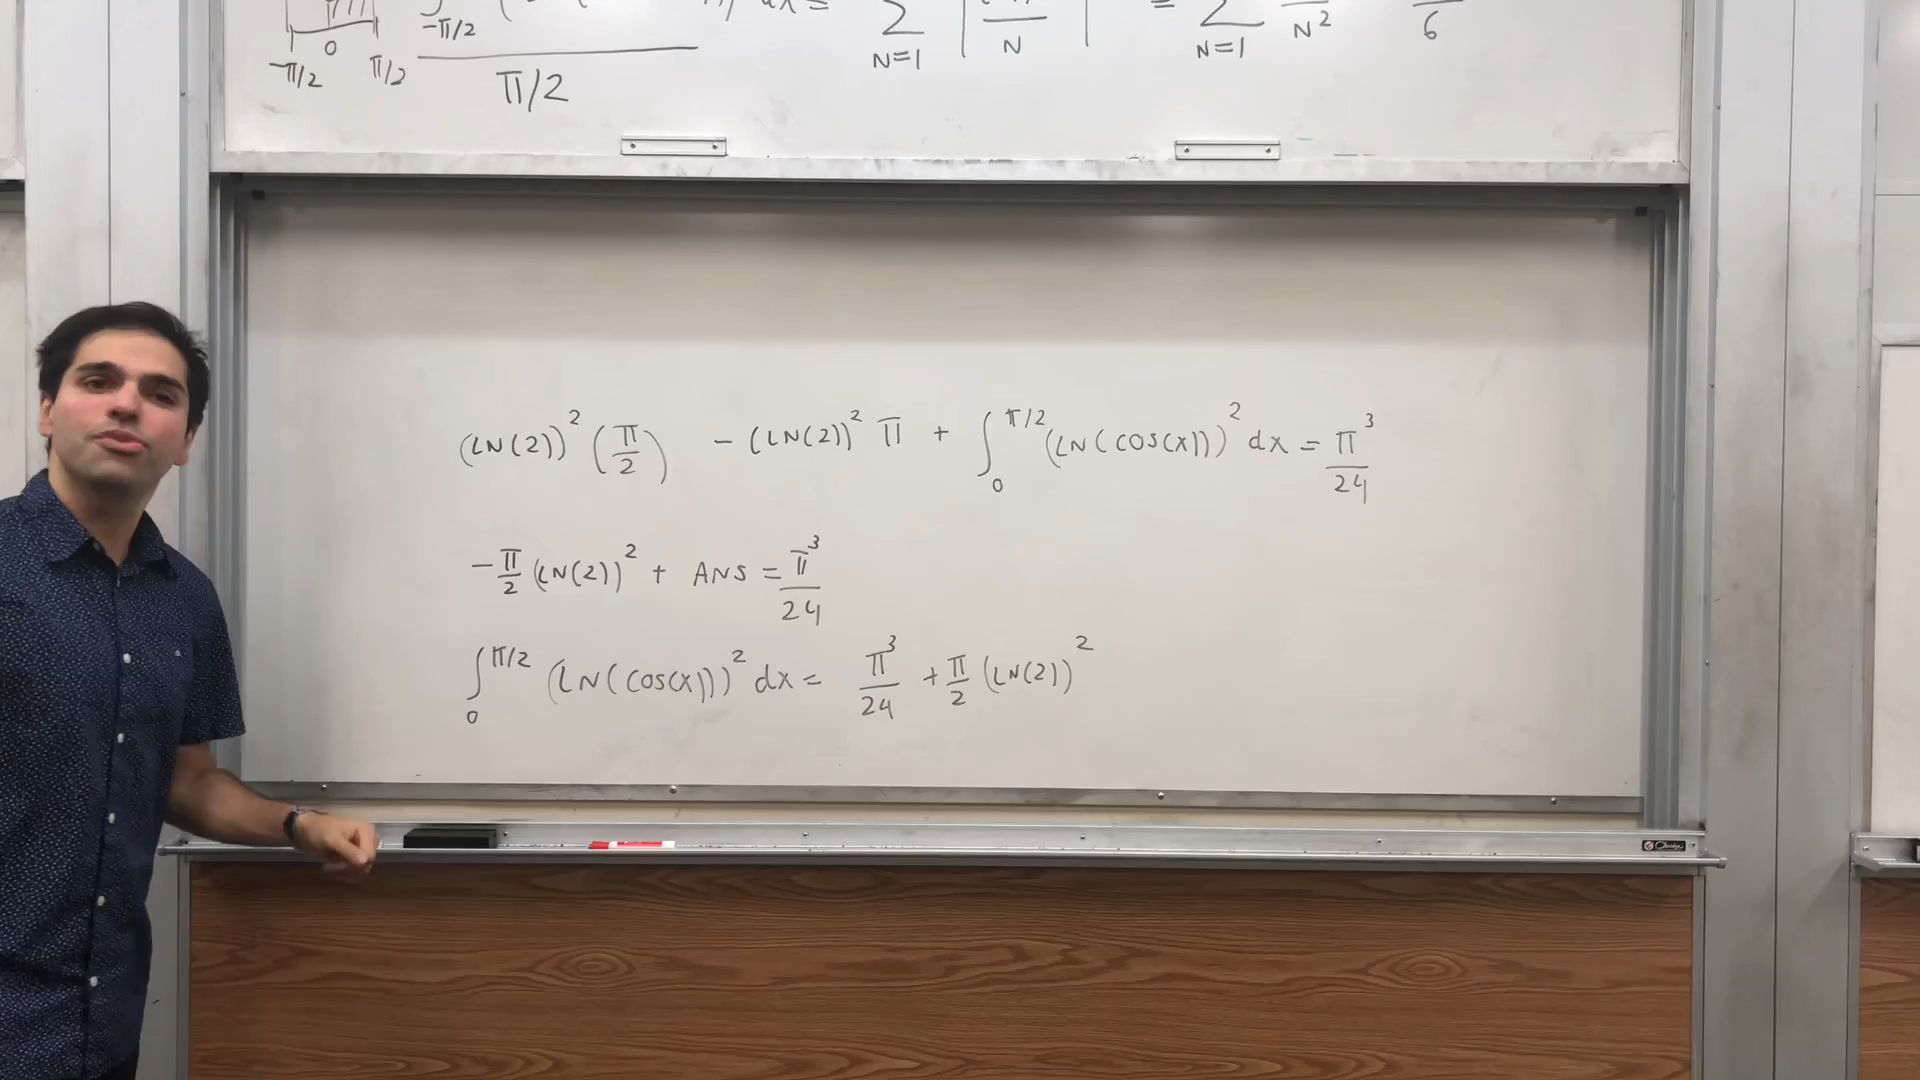 -π/2 0 π/2 -π/2 dx = Σ N=1 N = Σ N=1 N² 6
π/2
(LN(2))² (π/2) - (LN(2))² π + ∫₀^π/2 (LN(COS(X)))² dx = π³/24
-π/2 (LN(2))² + ANS = π³/24
∫₀^π/2 (LN(COS(X)))² dx = π³/24 + π/2 (LN(2))²